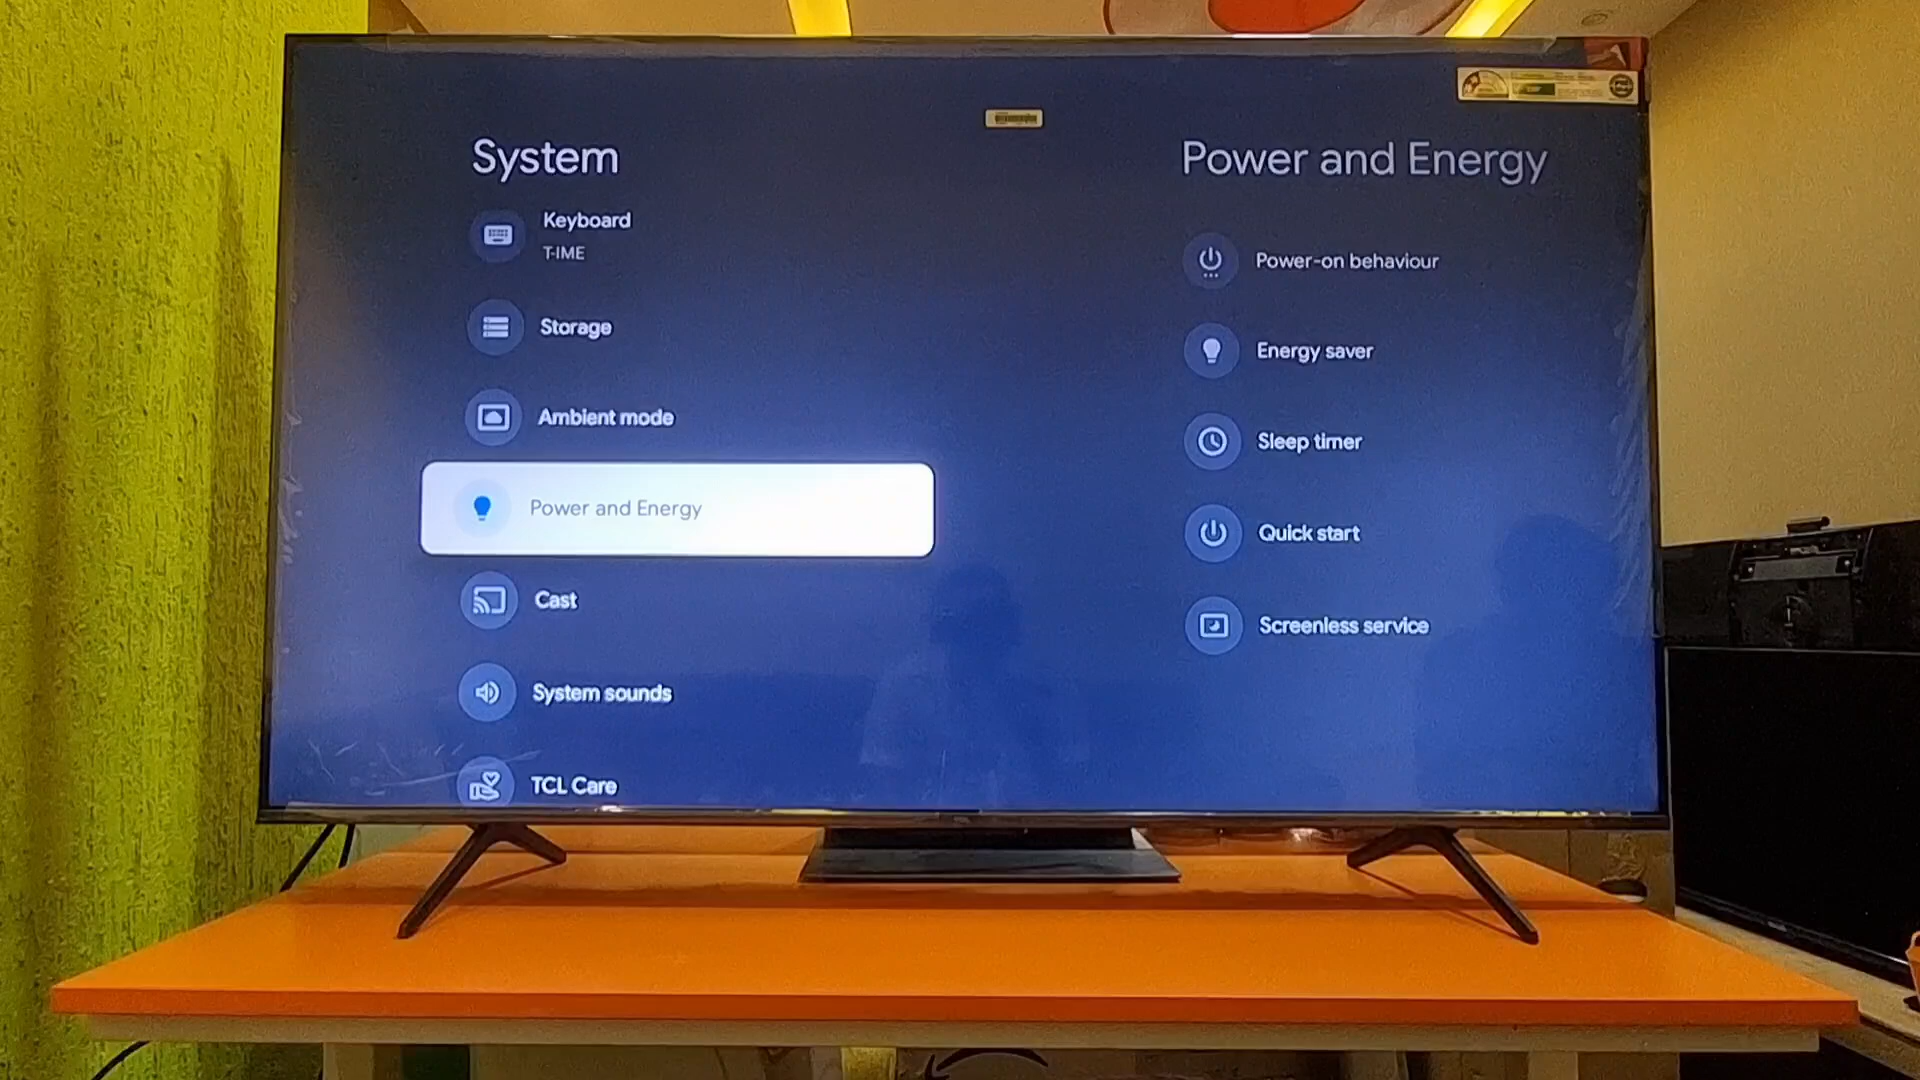 System
Keyboard
T-IME
Storage
Ambient mode
Power and Energy
Cast
System sounds
TCL Care
Power and Energy
Power-on behaviour
Energy saver
Sleep timer
Quick start
Screenless service